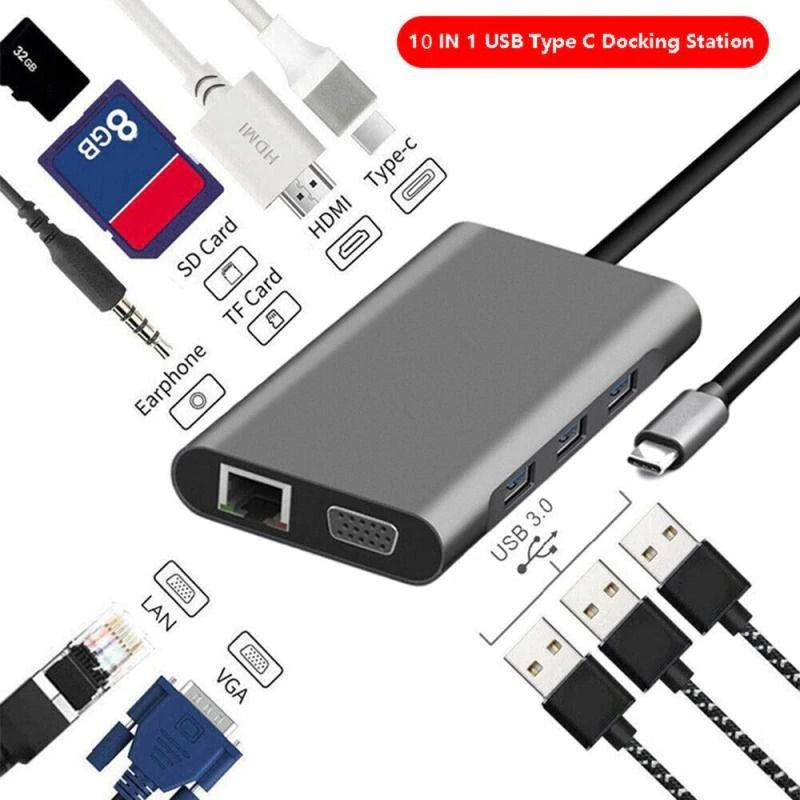 10 IN 1 USB Type C Docking Station
32GB
8GB
HDMI
Type-c
HDMI
SD Card
TF Card
Earphone
USB 3.0
LAN
VGA